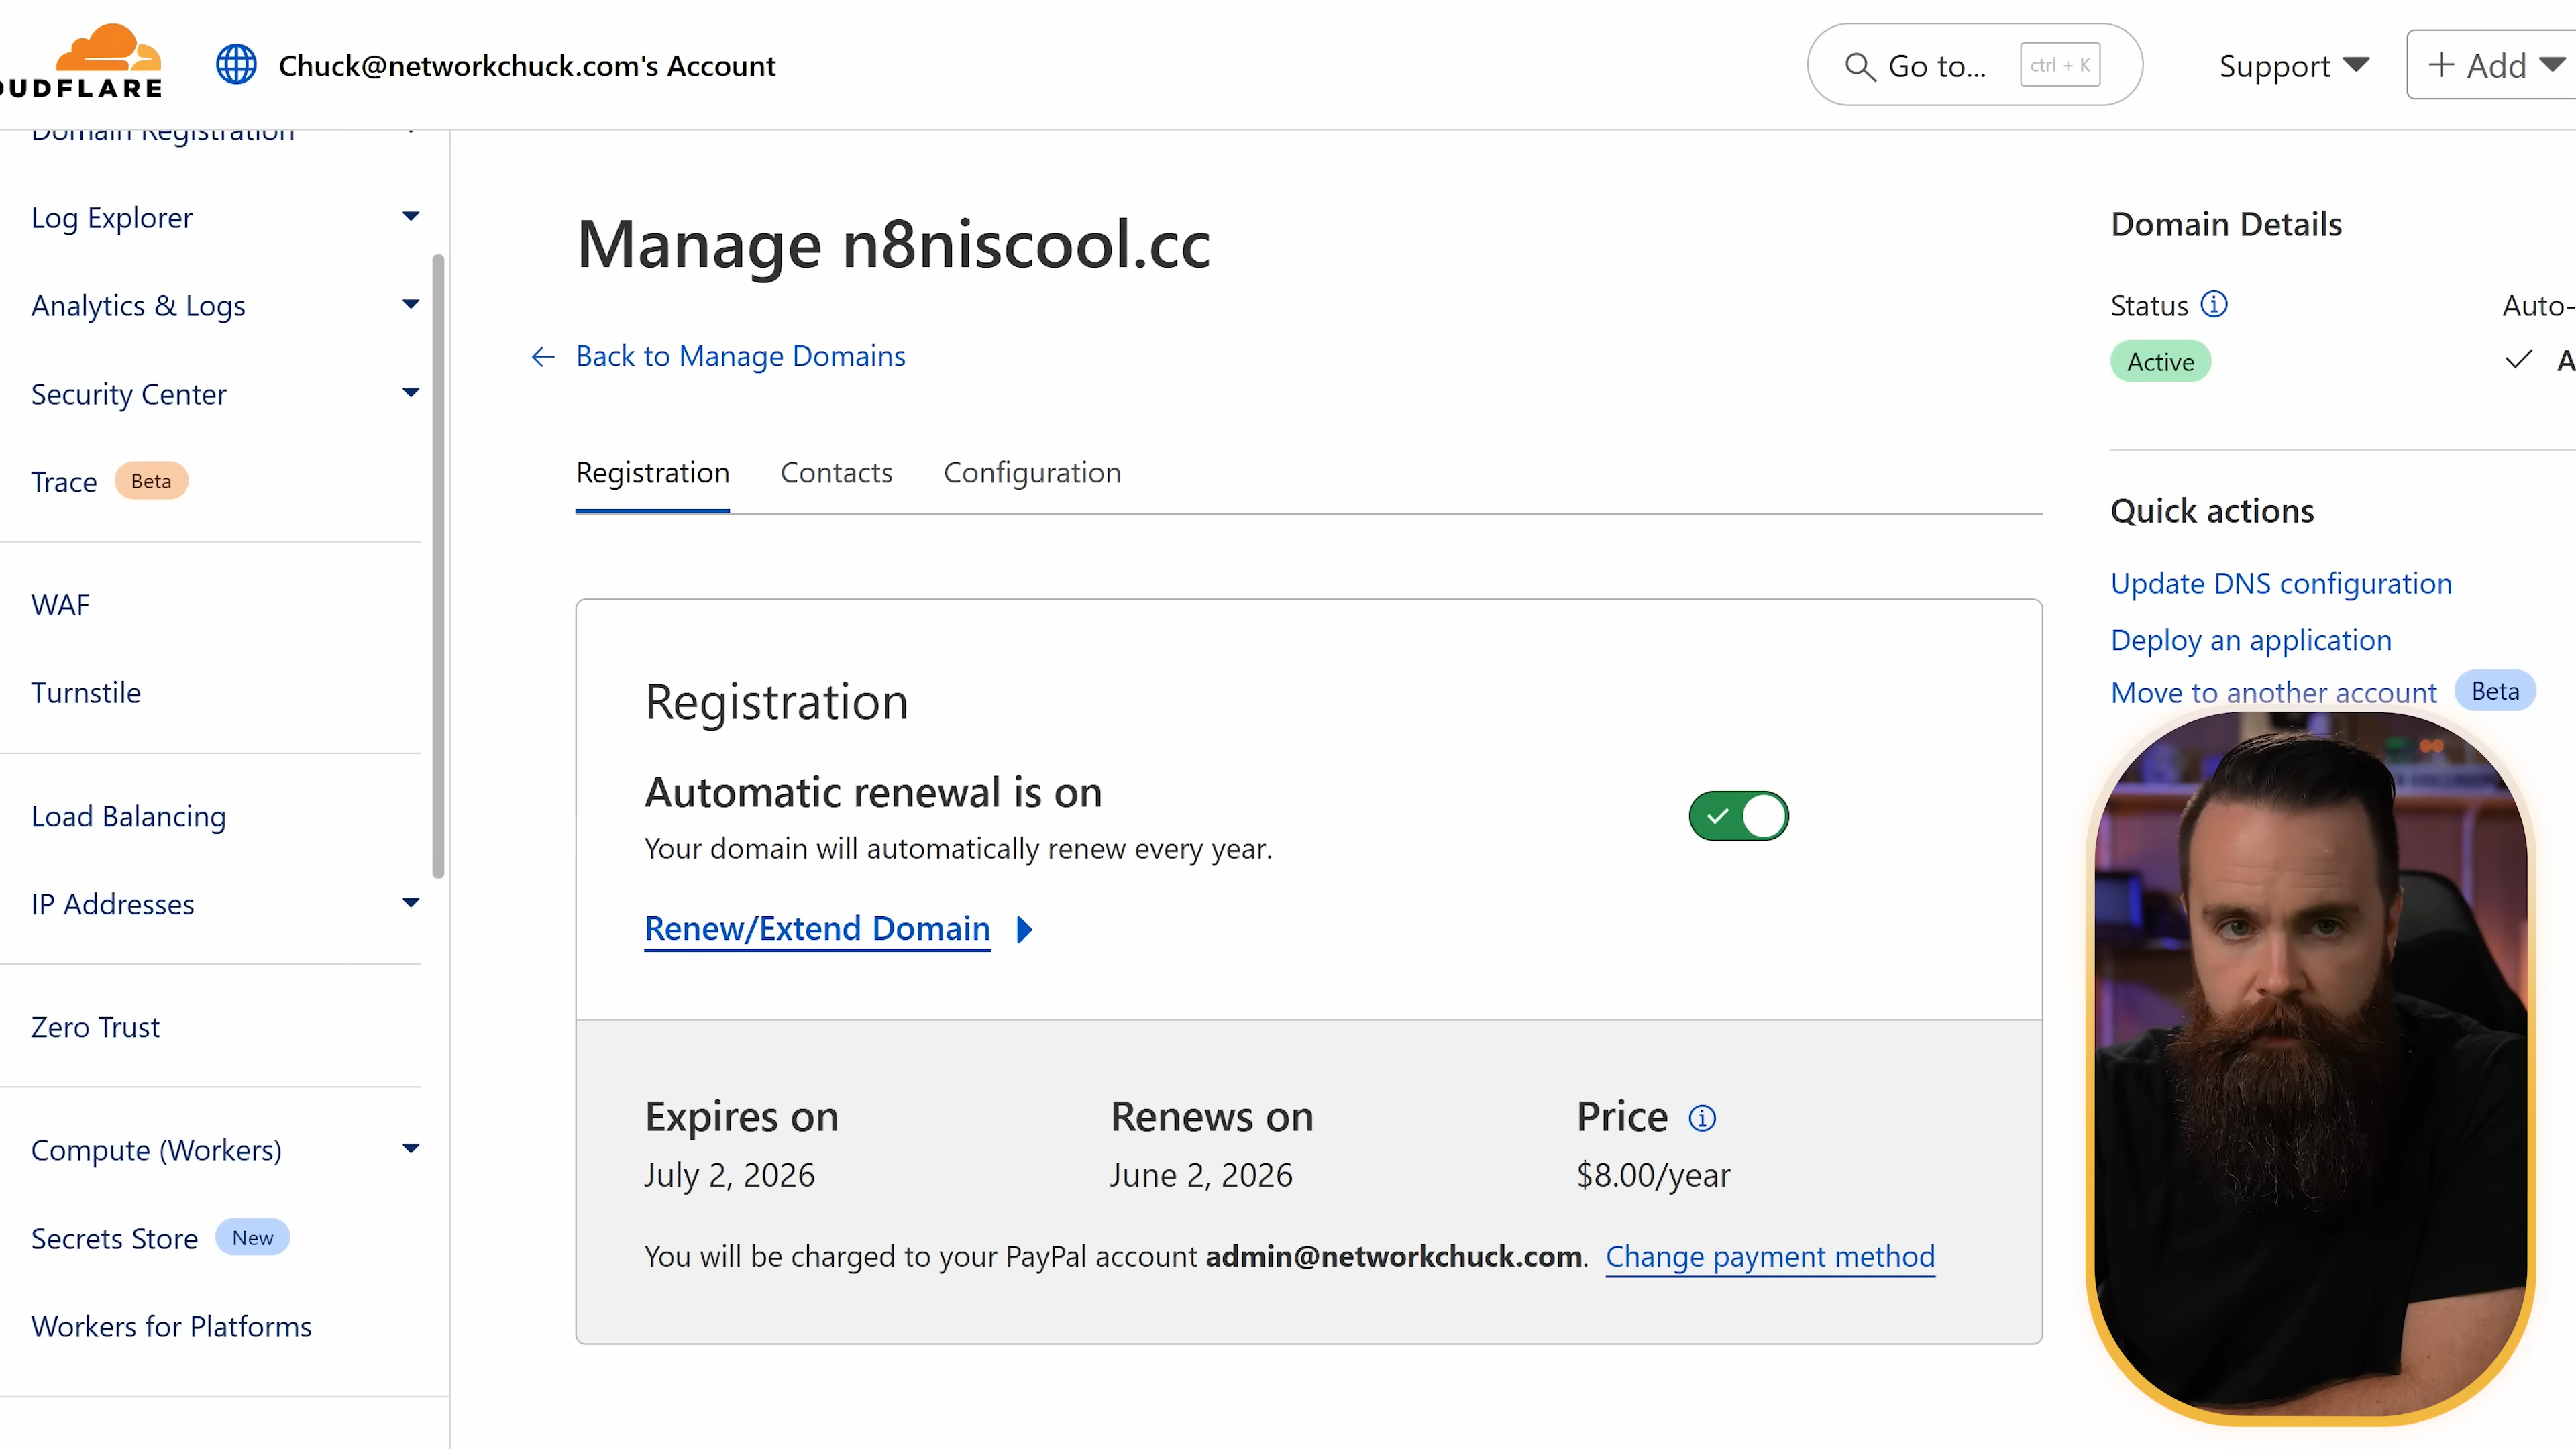 OUDFLARE
Chuck@networkchuck.com's Account
Go to...
ctrl + K
Support
+ Add
Domain Registration
Log Explorer
Analytics & Logs
Security Center
Trace Beta
WAF
Turnstile
Load Balancing
IP Addresses
Zero Trust
Compute (Workers)
Secrets Store New
Workers for Platforms
Manage n8niscool.cc
← Back to Manage Domains
Registration Contacts Configuration
Registration
Automatic renewal is on
Your domain will automatically renew every year.
Renew/Extend Domain
Expires on Renews on Price
July 2, 2026 June 2, 2026 $8.00/year
You will be charged to your PayPal account admin@networkchuck.com. Change payment method
Domain Details
Status Auto-
Active A
Quick actions
Update DNS configuration
Deploy an application
Move to another account Beta